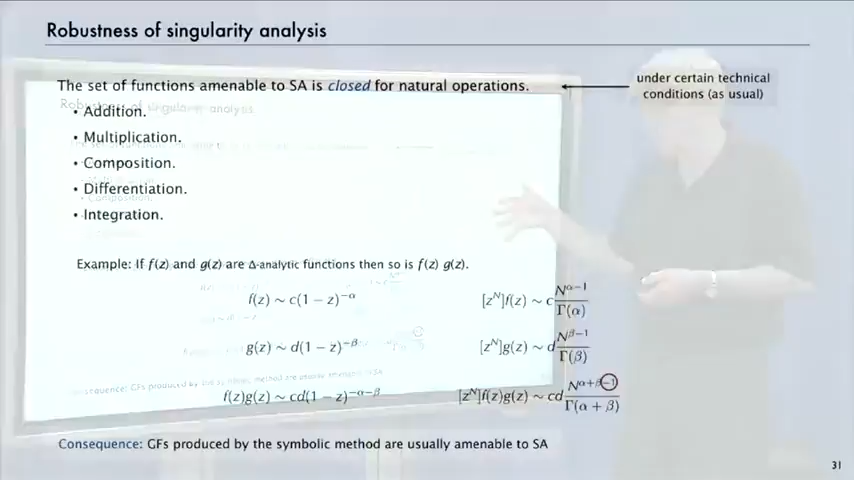 Robustness of singularity analysis
The set of functions amenable to SA is closed for natural operations.
under certain technical
conditions (as usual)
• Addition.
• Multiplication.
• Composition.
• Differentiation.
• Integration.
Example: If f(z) and g(z) are Δ-analytic functions then so is f(z) g(z).
f(z) ∼ c(1 − z)^{−α} [z^N]f(z) ∼ c N^{α−1}/Γ(α)
g(z) ∼ d(1 − z)^{−β} [z^N]g(z) ∼ d N^{β−1}/Γ(β)
f(z)g(z) ∼ cd(1 − z)^{−α−β} [z^N]f(z)g(z) ∼ cd N^{α+β−1}/Γ(α + β)
Consequence: GFs produced by the symbolic method are usually amenable to SA
31